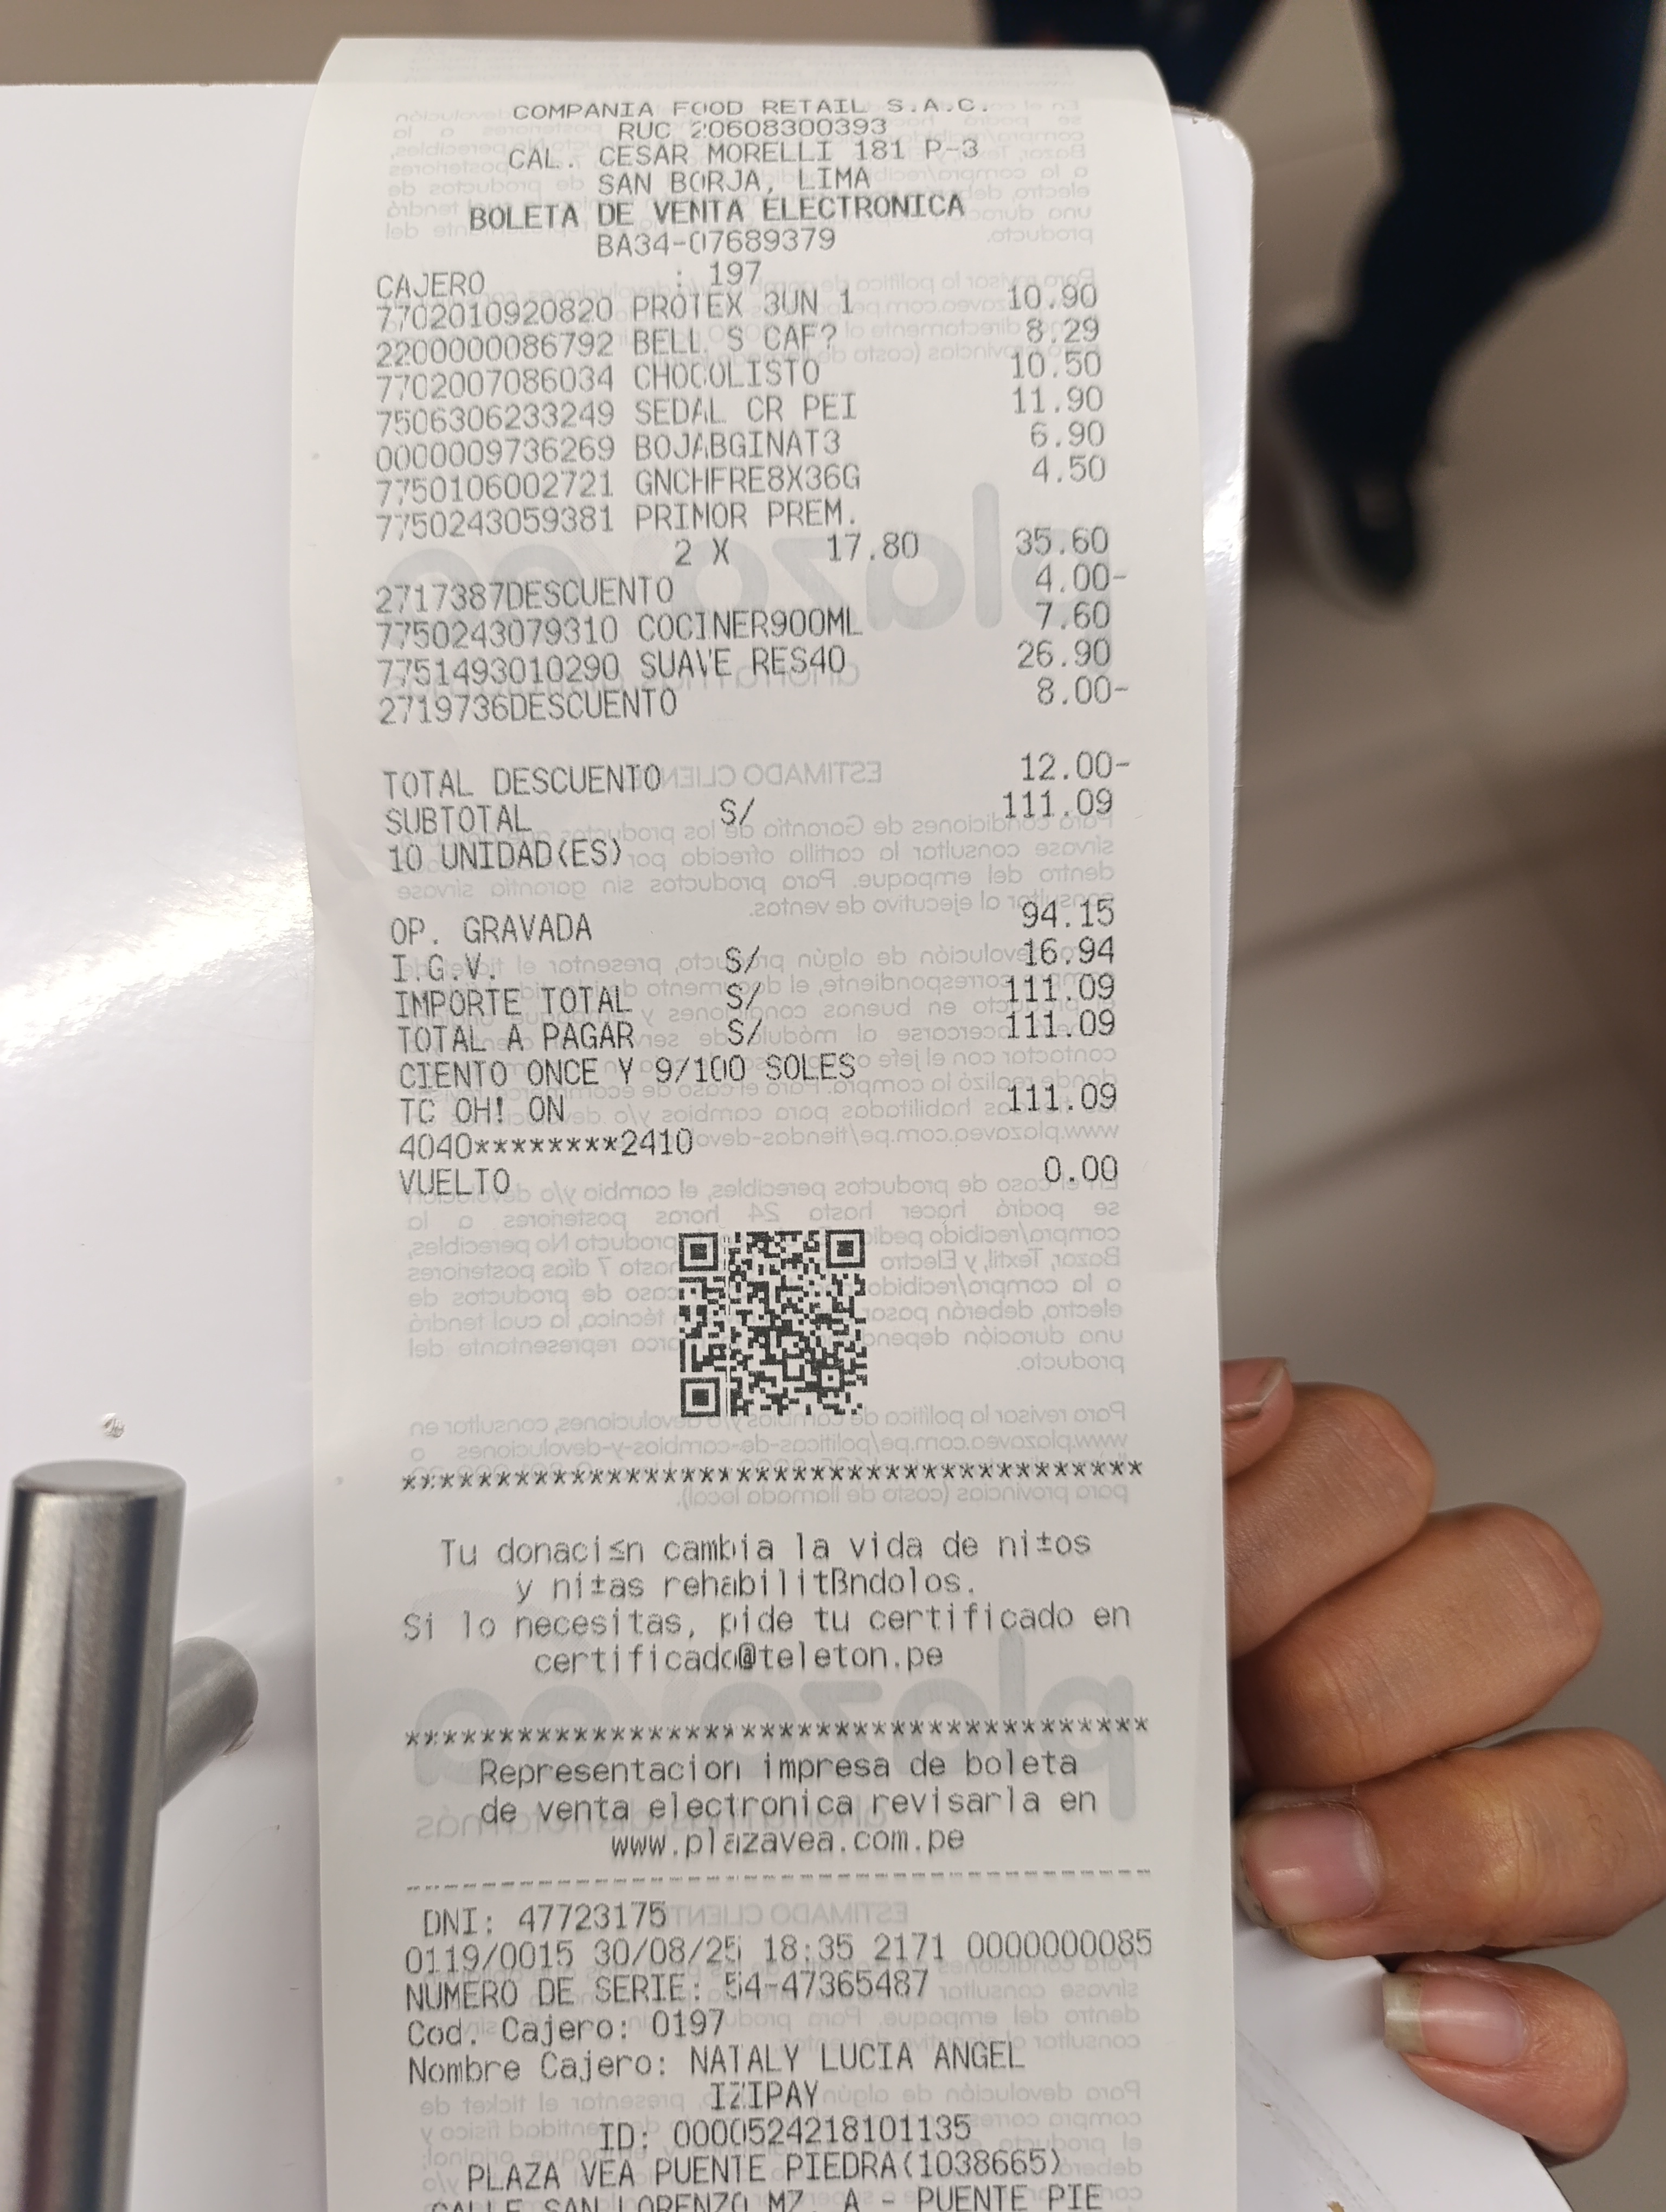 COMPANIA FOOD RETAIL S.A.C.
RUC 20608300393
CAL. CESAR MORELLI 181 P-3
SAN BORJA, LIMA
BOLETA DE VENTA ELECTRONICA
BA34-07689379
CAJERO : 197
7702010920820 PROTEX 3UN 1 10.90
2200000086792 BELL S CAF? 8.29
7702007086034 CHOCOLISTO 10.50
7506306233249 SEDAL CR PEI 11.90
0000009736269 BOJABGINAT3 6.90
7750106002721 GNCHFRE8X36G 4.50
7750243059381 PRIMOR PREM.
2 X 17.80 35.60
2717387DESCUENTO 4.00-
7750243079310 COCINER900ML 7.60
7751493010290 SUAVE RES40 26.90
2719736DESCUENTO 8.00-
TOTAL DESCUENTO 12.00-
SUBTOTAL S/ 111.09
10 UNIDAD(ES)
OP. GRAVADA 94.15
I.G.V. S/ 16.94
IMPORTE TOTAL S/ 111.09
TOTAL A PAGAR S/ 111.09
CIENTO ONCE Y 9/100 SOLES
TC OH! ON 111.09
4040********2410
VUELTO 0.00
****************************************
Tu donaci≤n cambia la vida de ni±os
y ni±as rehabilitßndolos.
Si lo necesitas, pide tu certificado en
certificado@teleton.pe
****************************************
Representacion impresa de boleta
de venta electronica revisarla en
www.plazavea.com.pe
----------------------------------------
DNI: 47723175
0119/0015 30/08/25 18:35 2171 0000000085
NUMERO DE SERIE: 54-47365487
Cod. Cajero: 0197
Nombre Cajero: NATALY LUCIA ANGEL
IZIPAY
ID: 0000524218101135
PLAZA VEA PUENTE PIEDRA(1038665)
CALLE SAN LORENZO MZ. A - PUENTE PIE